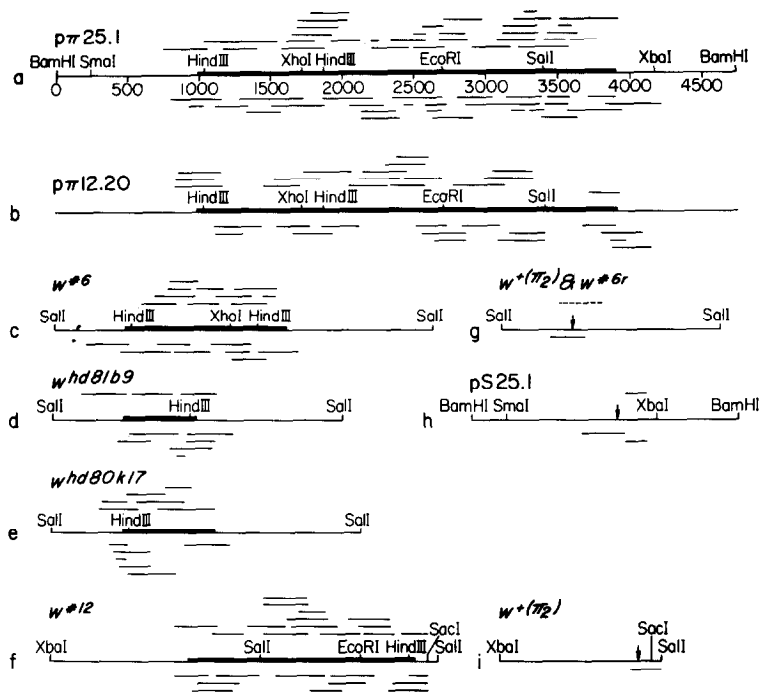 pπ25.1
BamHI SmaI HindIII XhoI HindIII EcoRI SalI XbaI BamHI
a
0 500 1000 1500 2000 2500 3000 3500 4000 4500
pπ12.20
HindIII XhoI HindIII EcoRI SalI
b
w#6
SalI HindIII XhoI HindIII SalI
c
w+(π2) & w#6r
SalI SalI
g
whd81b9
SalI HindIII SalI
d
pS25.1
BamHI SmaI XbaI BamHI
h
whd80k17
SalI HindIII SalI
e
w#12
SacI
XbaI SalI EcoRI HindIII SalI
f
w+(π2)
SacI
XbaI SalI
i